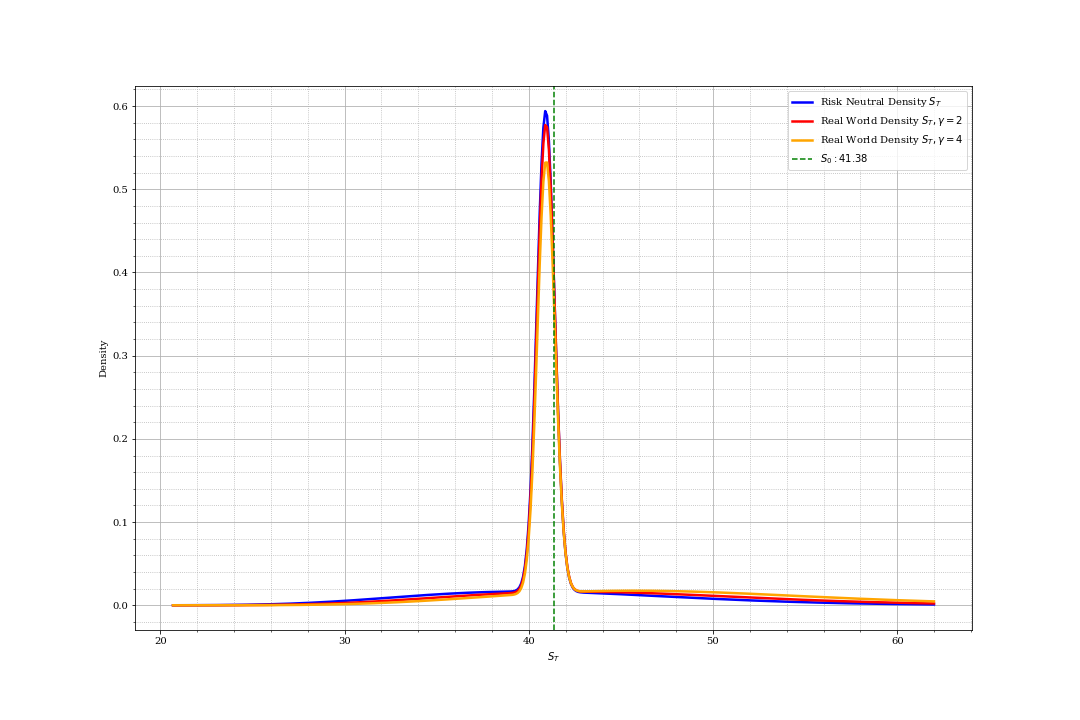 0.6
0.5
0.4
0.3
0.2
0.1
0.0
Density
20
30
40
50
60
S_T
Risk Neutral Density S_T
Real World Density S_T, γ = 2
Real World Density S_T, γ = 4
S_0 : 41.38